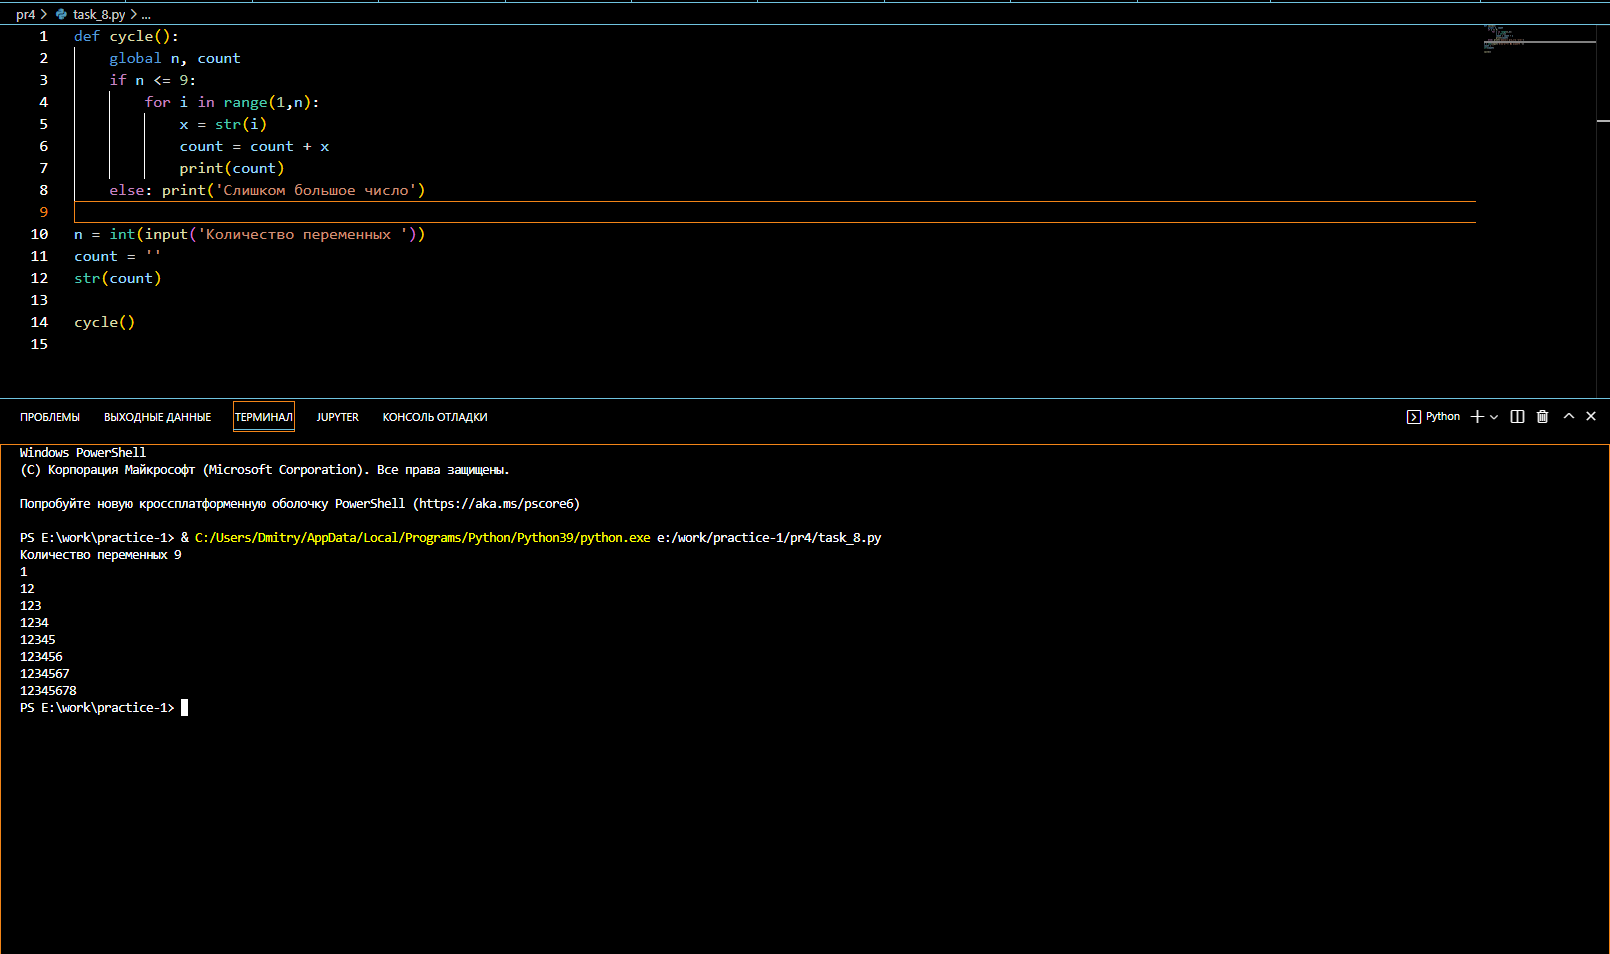 pr4 > task_8.py > ...
1 def cycle():
2     global n, count
3     if n <= 9:
4         for i in range(1,n):
5             x = str(i)
6             count = count + x
7             print(count)
8     else: print('Слишком большое число')
9
10 n = int(input('Количество переменных '))
11 count = ''
12 str(count)
13
14 cycle()
15
ПРОБЛЕМЫ ВЫХОДНЫЕ ДАННЫЕ ТЕРМИНАЛ JUPYTER КОНСОЛЬ ОТЛАДКИ Python
Windows PowerShell
(C) Корпорация Майкрософт (Microsoft Corporation). Все права защищены.
Попробуйте новую кроссплатформенную оболочку PowerShell (https://aka.ms/pscore6)
PS E:\work\practice-1> & C:/Users/Dmitry/AppData/Local/Programs/Python/Python39/python.exe e:/work/practice-1/pr4/task_8.py
Количество переменных 9
1
12
123
1234
12345
123456
1234567
12345678
PS E:\work\practice-1>